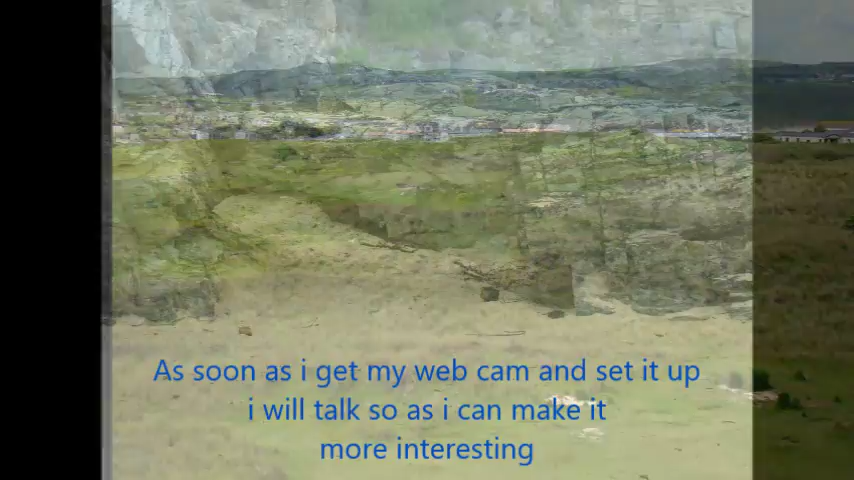 As soon as i get my web cam and set it up
i will talk so as i can make it
more interesting